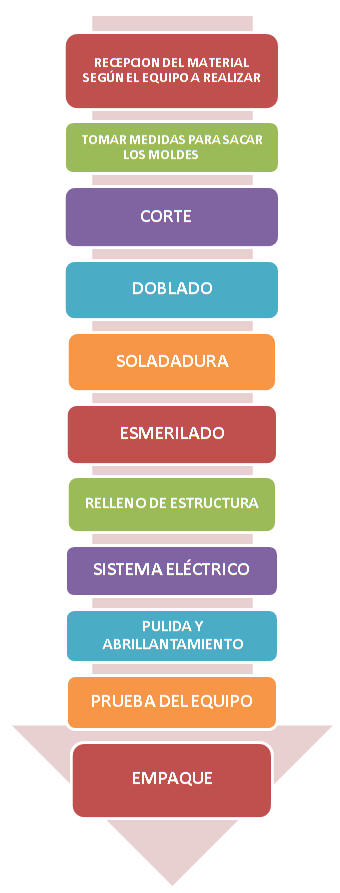 RECEPCION DEL MATERIAL
SEGÚN EL EQUIPO A REALIZAR
TOMAR MEDIDAS PARA SACAR
LOS MOLDES
CORTE
DOBLADO
SOLADADURA
ESMERILADO
RELLENO DE ESTRUCTURA
SISTEMA ELÉCTRICO
PULIDA Y
ABRILLANTAMIENTO
PRUEBA DEL EQUIPO
EMPAQUE